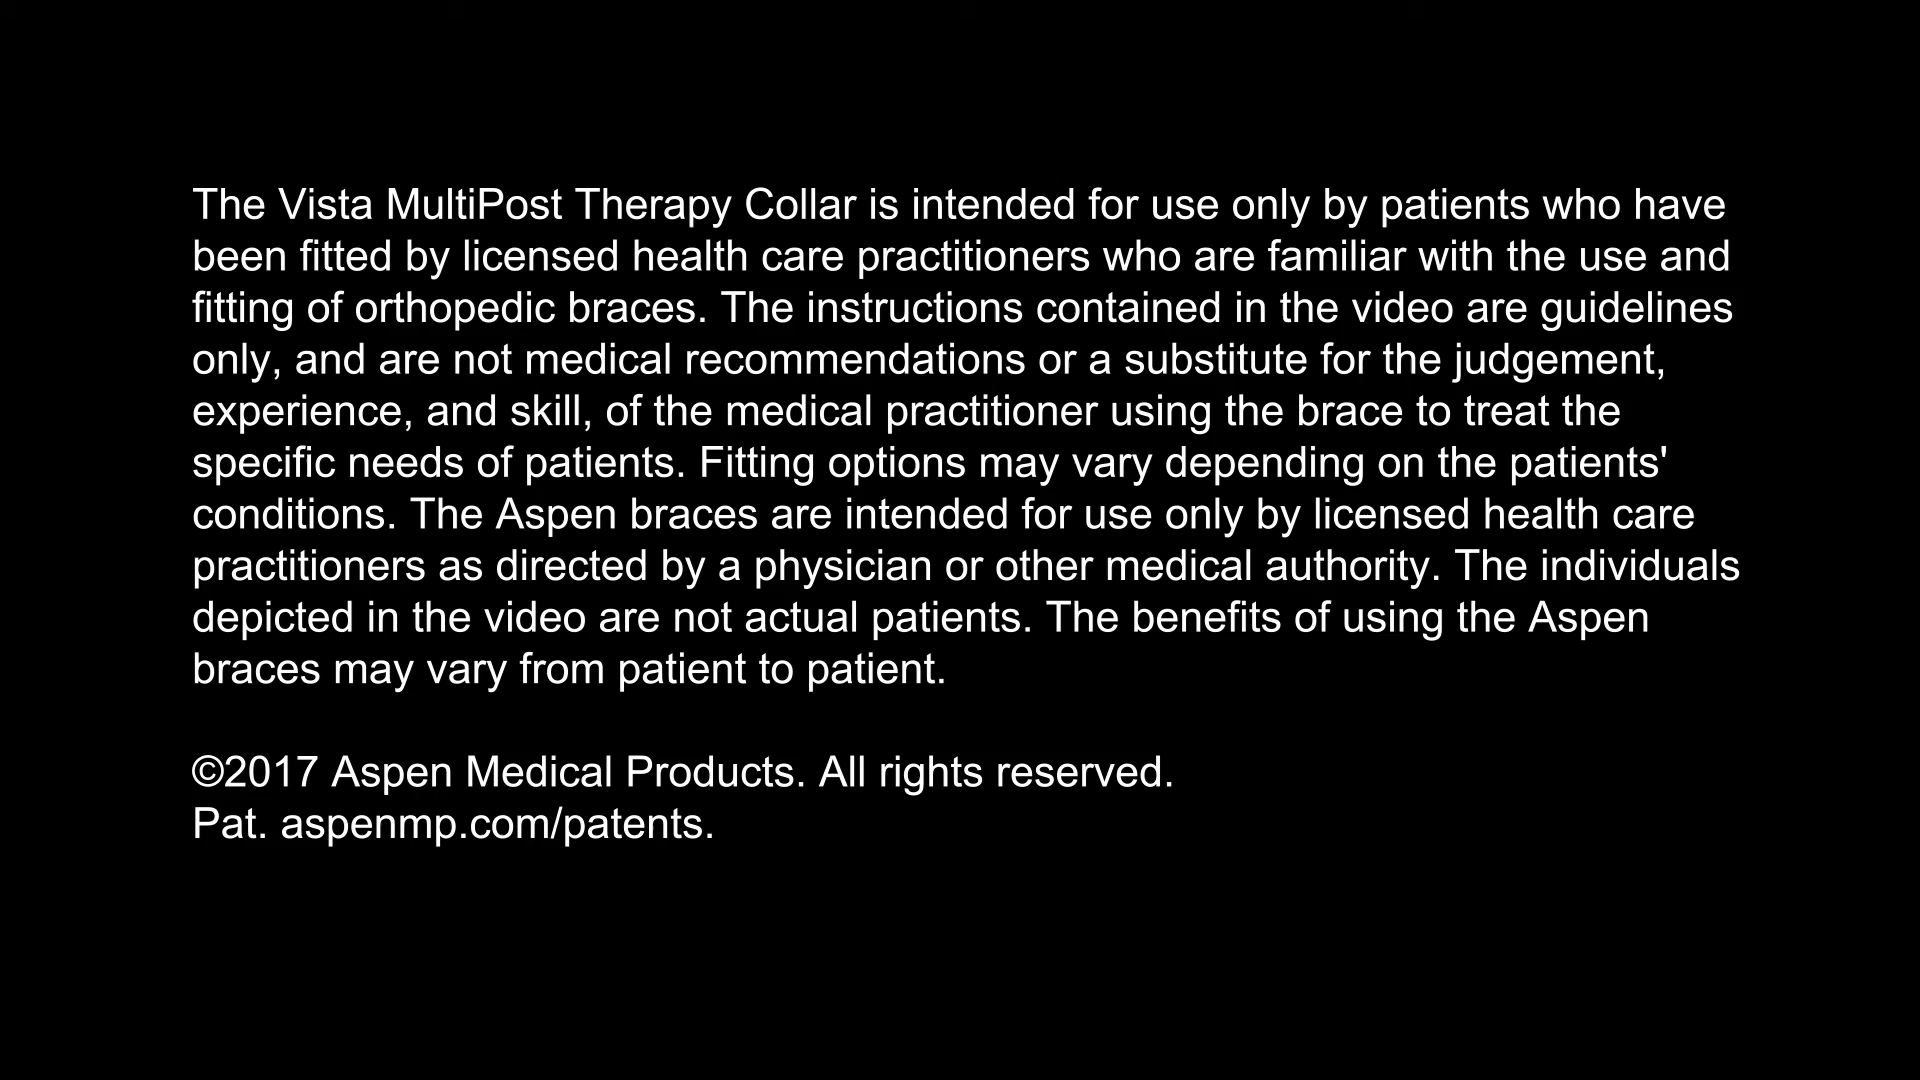 The Vista MultiPost Therapy Collar is intended for use only by patients who have
been fitted by licensed health care practitioners who are familiar with the use and
fitting of orthopedic braces. The instructions contained in the video are guidelines
only, and are not medical recommendations or a substitute for the judgement,
experience, and skill, of the medical practitioner using the brace to treat the
specific needs of patients. Fitting options may vary depending on the patients'
conditions. The Aspen braces are intended for use only by licensed health care
practitioners as directed by a physician or other medical authority. The individuals
depicted in the video are not actual patients. The benefits of using the Aspen
braces may vary from patient to patient.
©2017 Aspen Medical Products. All rights reserved.
Pat. aspenmp.com/patents.